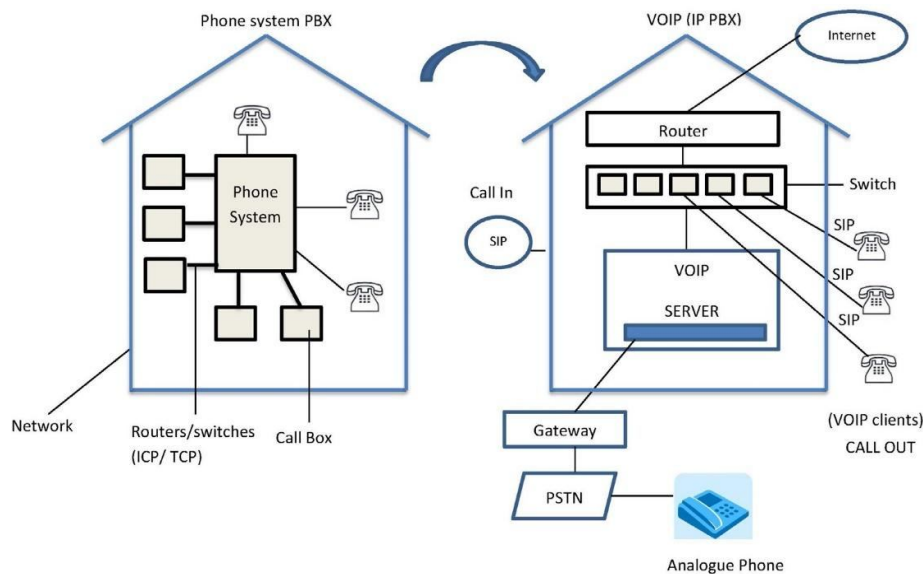 Phone system PBX
Phone
System
Network
Routers/switches
(ICP/ TCP)
Call Box
VOIP (IP PBX)
Internet
Router
Switch
Call In
SIP
VOIP
SERVER
SIP
SIP
SIP
(VOIP clients)
CALL OUT
Gateway
PSTN
Analogue Phone